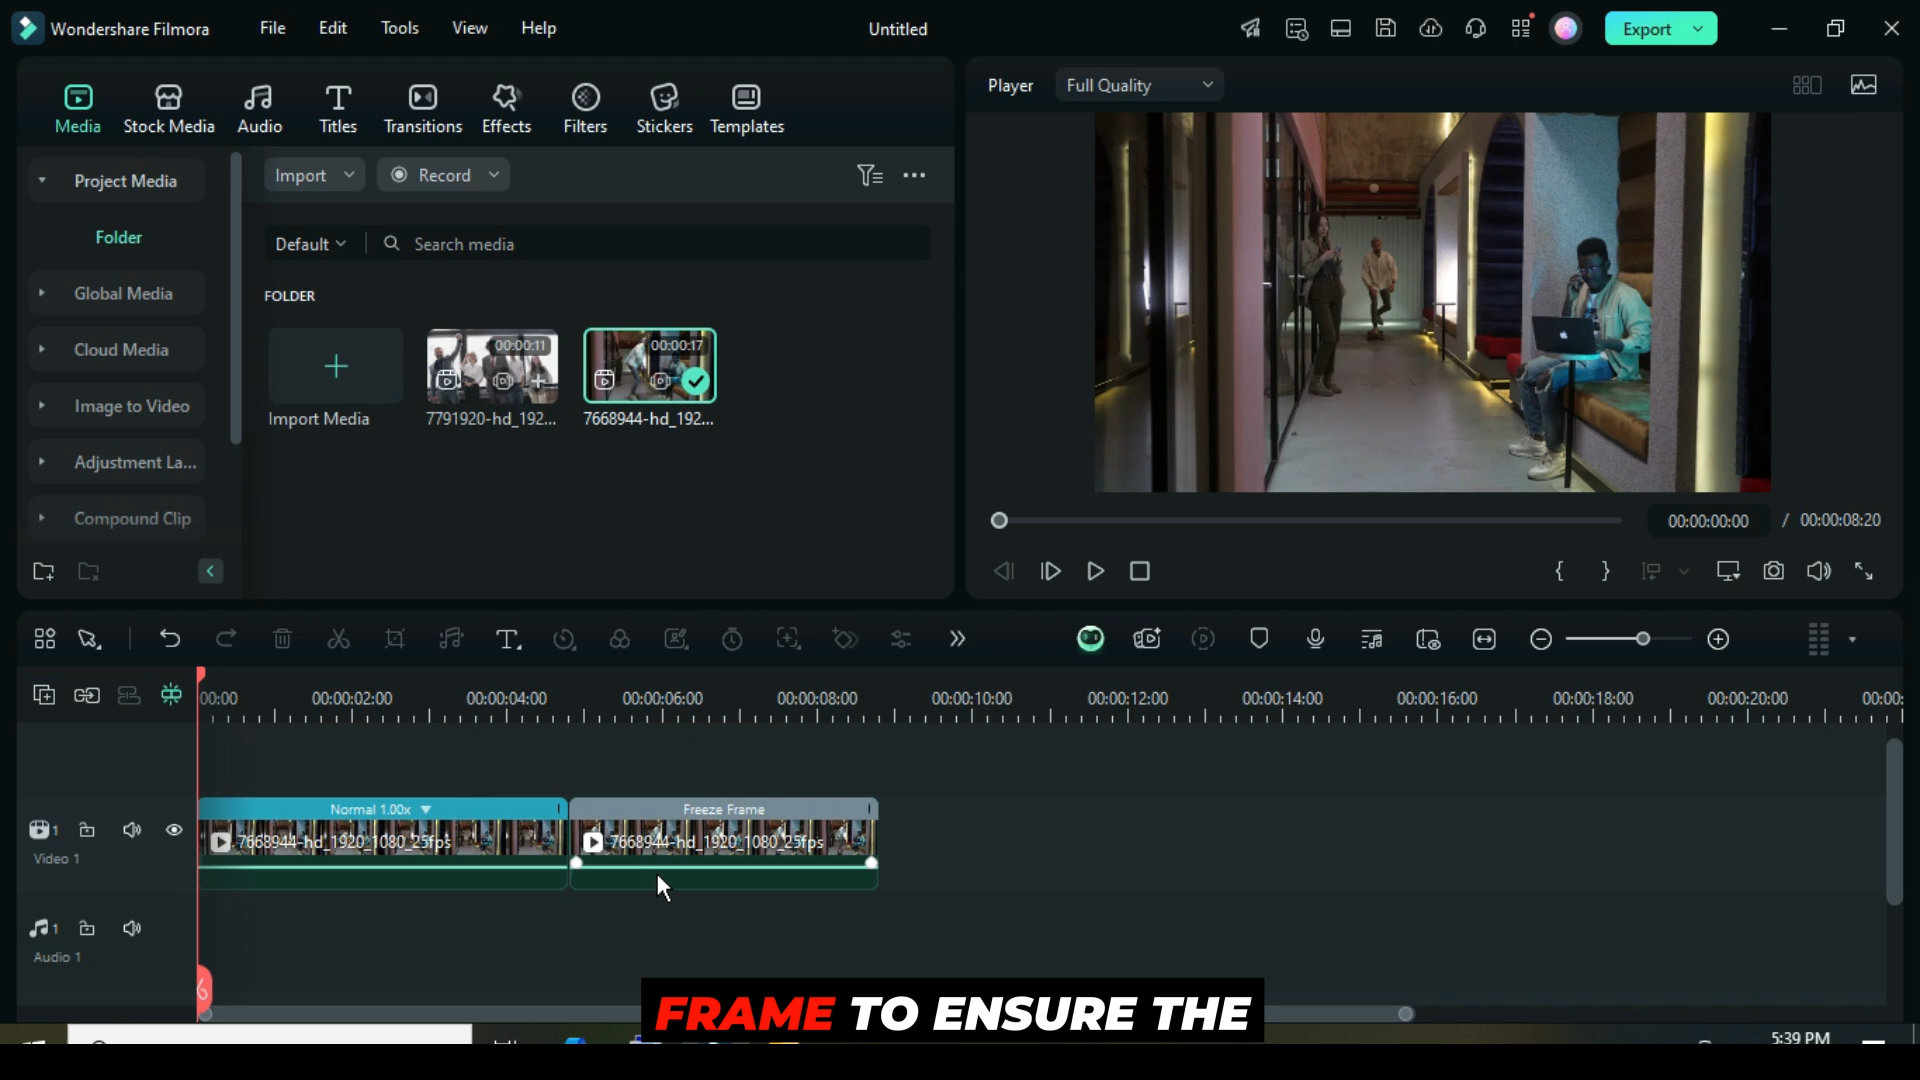 Wondershare Filmora
File
Edit
Tools
View
Help
Untitled
Export
Media
Stock Media
Audio
Titles
Transitions
Effects
Filters
Stickers
Templates
Player
Full Quality
Project Media
Folder
Global Media
Cloud Media
Image to Video
Adjustment La...
Compound Clip
Import
Record
Default
Search media
FOLDER
Import Media
00:00:11
7791920-hd_192...
00:00:17
7668944-hd_192...
00:00:00:00
/
00:00:08:20
00:00
00:00:02:00
00:00:04:00
00:00:06:00
00:00:08:00
00:00:10:00
00:00:12:00
00:00:14:00
00:00:16:00
00:00:18:00
00:00:20:00
00:00:
Normal 1.00x
Freeze Frame
7668944-hd_1920_1080_25fps
7668944-hd_1920_1080_25fps
1
Video 1
1
Audio 1
FRAME TO ENSURE THE
5:39 PM